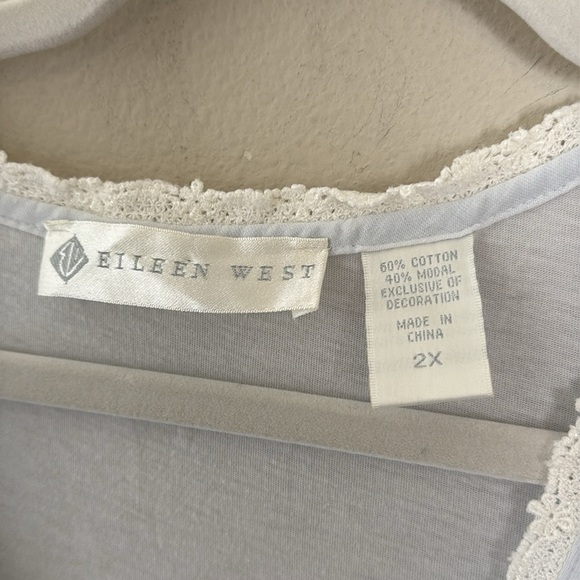 EILEEN WEST
60% COTTON
40% MODAL
EXCLUSIVE OF
DECORATION
MADE IN
CHINA
2X